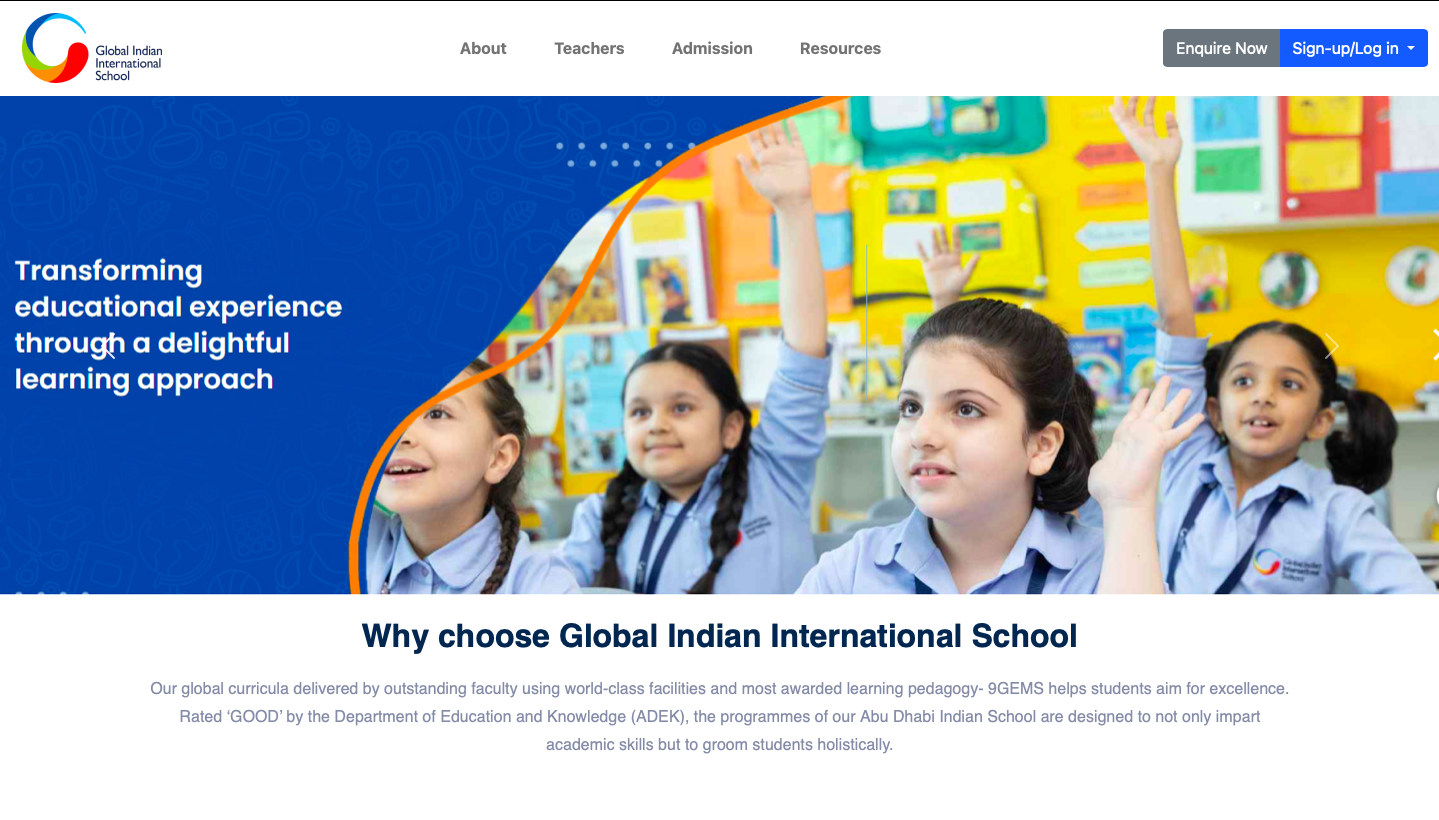 Global Indian
International
School
About
Teachers
Admission
Resources
Enquire Now
Sign-up/Log in
Transforming
educational experience
through a delightful
learning approach
Global Indian
International
School
Why choose Global Indian International School
Our global curricula delivered by outstanding faculty using world-class facilities and most awarded learning pedagogy- 9GEMS helps students aim for excellence.
Rated ‘GOOD’ by the Department of Education and Knowledge (ADEK), the programmes of our Abu Dhabi Indian School are designed to not only impart
academic skills but to groom students holistically.